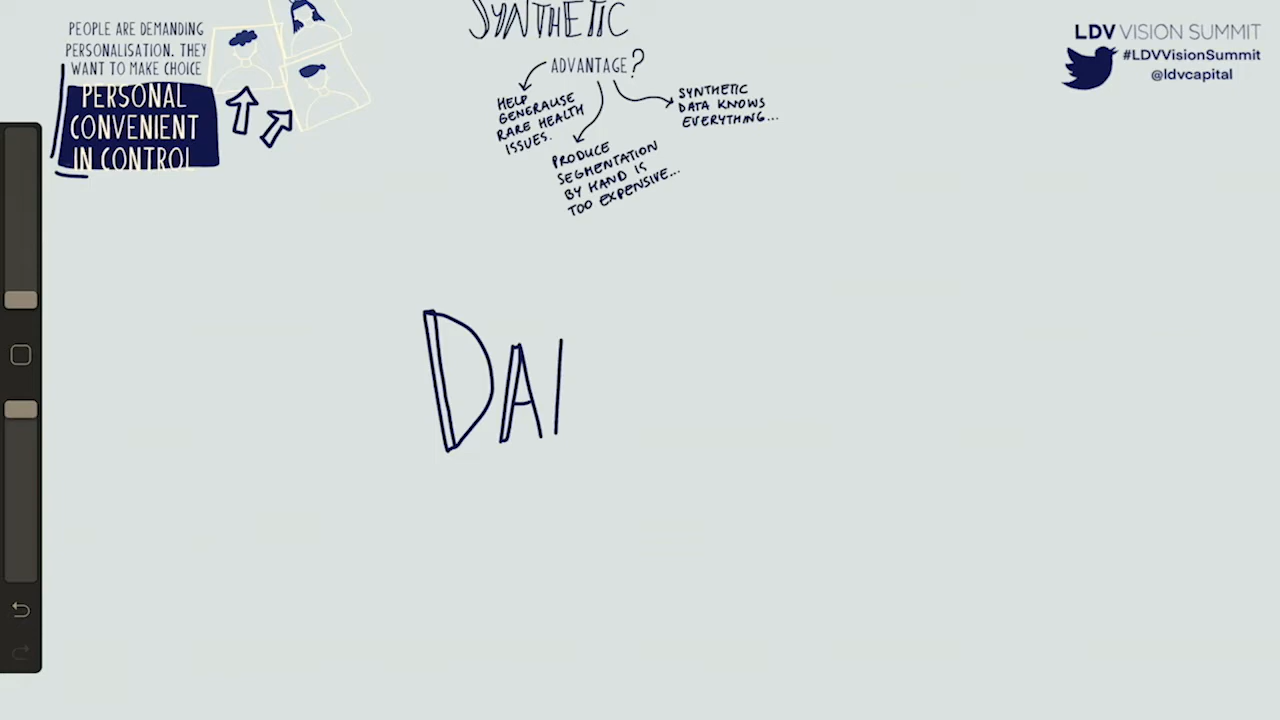 PEOPLE ARE DEMANDING
PERSONALISATION. THEY
WANT TO MAKE CHOICE
PERSONAL
CONVENIENT
IN CONTROL
SYNTHETIC
ADVANTAGE?
HELP
GENERAUSE
RARE HEALTH
ISSUES.
PRODUCE
SEGMENTATION
BY HAND IS
TOO EXPENSIVE...
SYNTHETIC
DATA KNOWS
EVERYTHING...
LDV VISION SUMMIT
#LDVVisionSummit
@ldvcapital
DAI